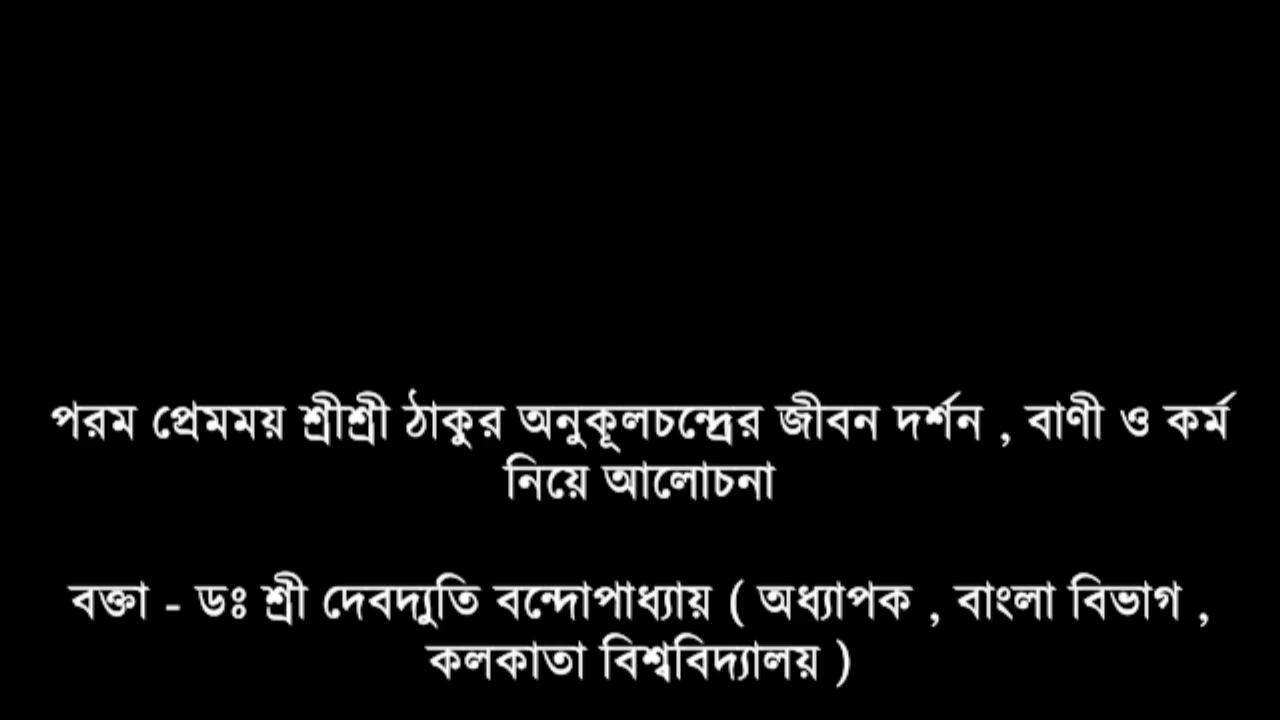 পরম প্রেমময় শ্রীশ্রী ঠাকুর অনুকূলচন্দ্রের জীবন দর্শন , বাণী ও কর্ম
নিয়ে আলোচনা
বক্তা - ডঃ শ্রী দেবদ্যুতি বন্দোপাধ্যায় ( অধ্যাপক , বাংলা বিভাগ ,
কলকাতা বিশ্ববিদ্যালয় )